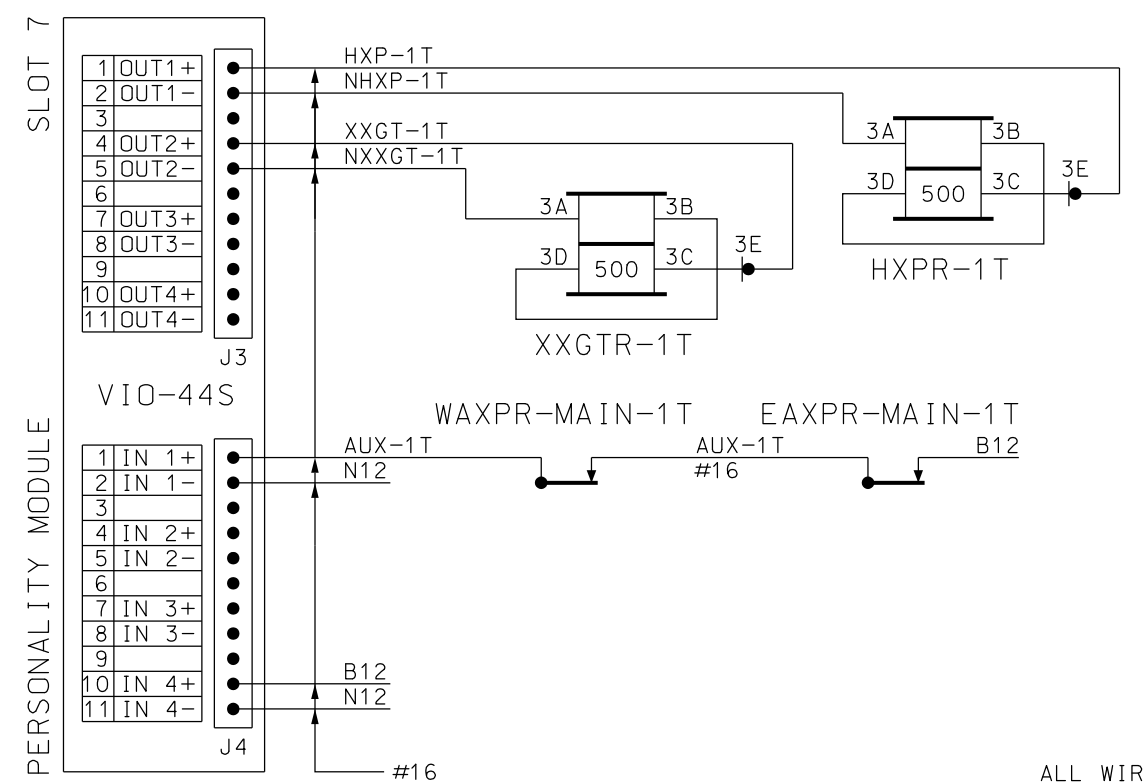 SLOT 7
1 OUT1+
2 OUT1-
3
4 OUT2+
5 OUT2-
6
7 OUT3+
8 OUT3-
9
10 OUT4+
11 OUT4-
J3
HXP-1T
NHXP-1T
XXGT-1T
NXXGT-1T
3A 3B
3D 500 3C 3E
HXPR-1T
3A 3B
3D 500 3C 3E
XXGTR-1T
VIO-44S
PERSONALITY MODULE
1 IN 1+
2 IN 1-
3
4 IN 2+
5 IN 2-
6
7 IN 3+
8 IN 3-
9
10 IN 4+
11 IN 4-
J4
WAXPR-MAIN-1T EAXPR-MAIN-1T
AUX-1T AUX-1T B12
N12 #16
B12
N12
#16
ALL WIR